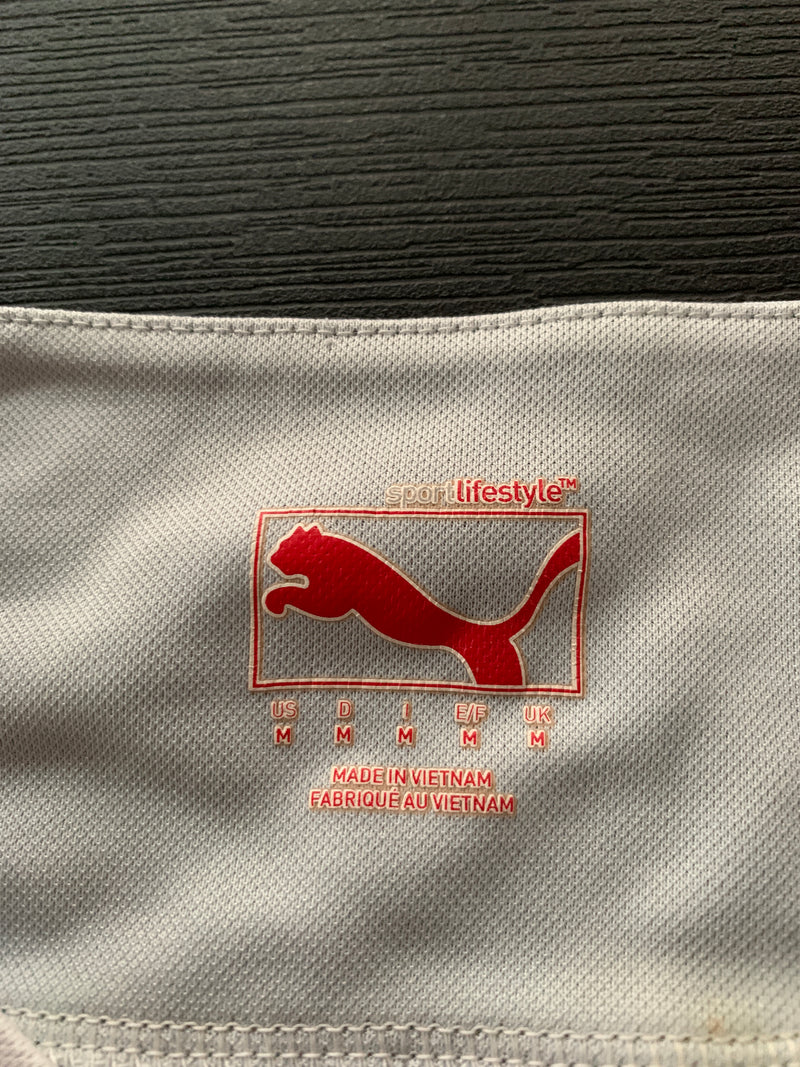 sportlifestyle™
US D I E/F UK
M M M M M
MADE IN VIETNAM
FABRIQUÉ AU VIETNAM